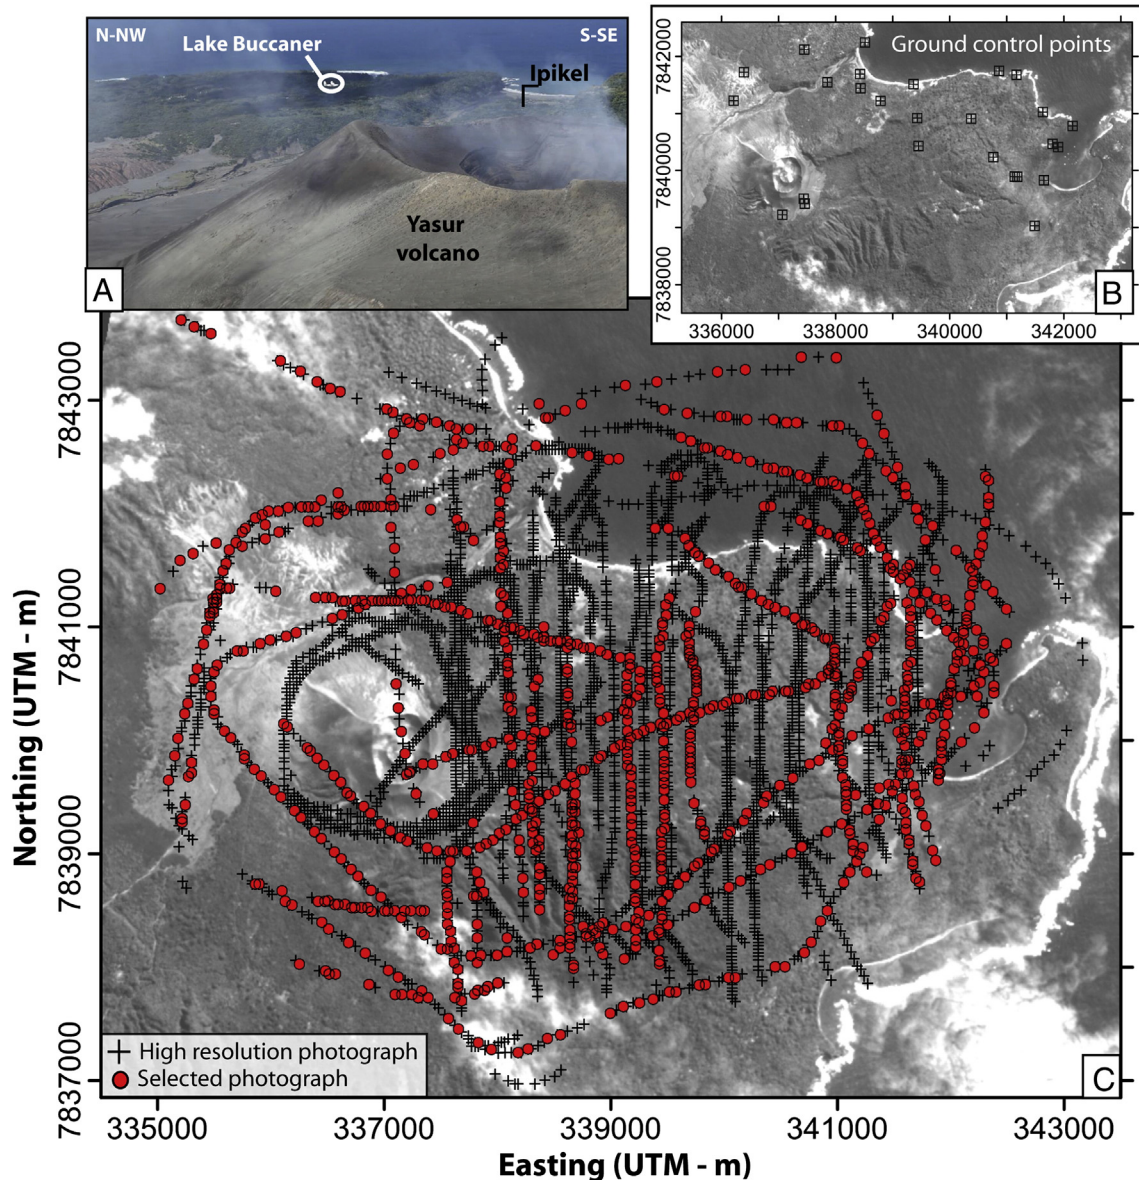 N-NW
S-SE
Lake Buccaner
Ipikel
Yasur
volcano
A
Ground control points
7842000
7840000
7838000
336000
338000
340000
342000
B
7843000
7841000
7839000
7837000
Northing (UTM - m)
High resolution photograph
Selected photograph
C
335000
337000
339000
341000
343000
Easting (UTM - m)